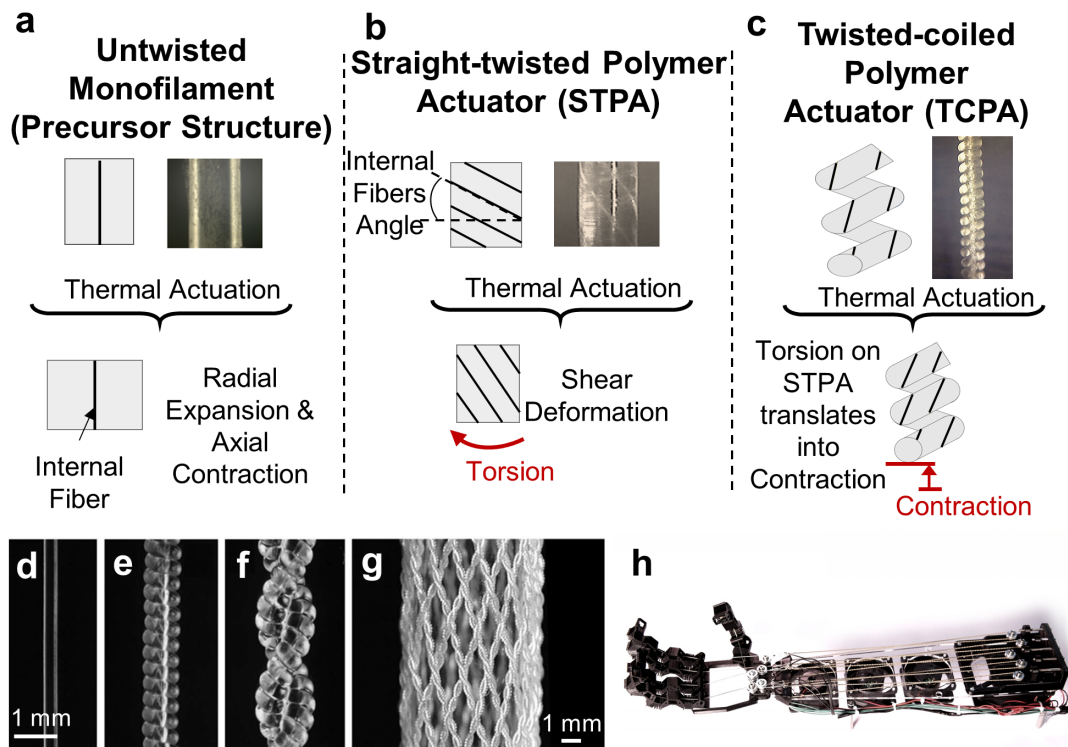 a
Untwisted
Monofilament
(Precursor Structure)
Thermal Actuation
Internal
Fiber
Radial
Expansion &
Axial
Contraction
b
Straight-twisted Polymer
Actuator (STPA)
Internal
Fibers
Angle
Thermal Actuation
Shear
Deformation
Torsion
c
Twisted-coiled
Polymer
Actuator (TCPA)
Thermal Actuation
Torsion on
STPA
translates
into
Contraction
Contraction
d
1 mm
e
f
g
1 mm
h